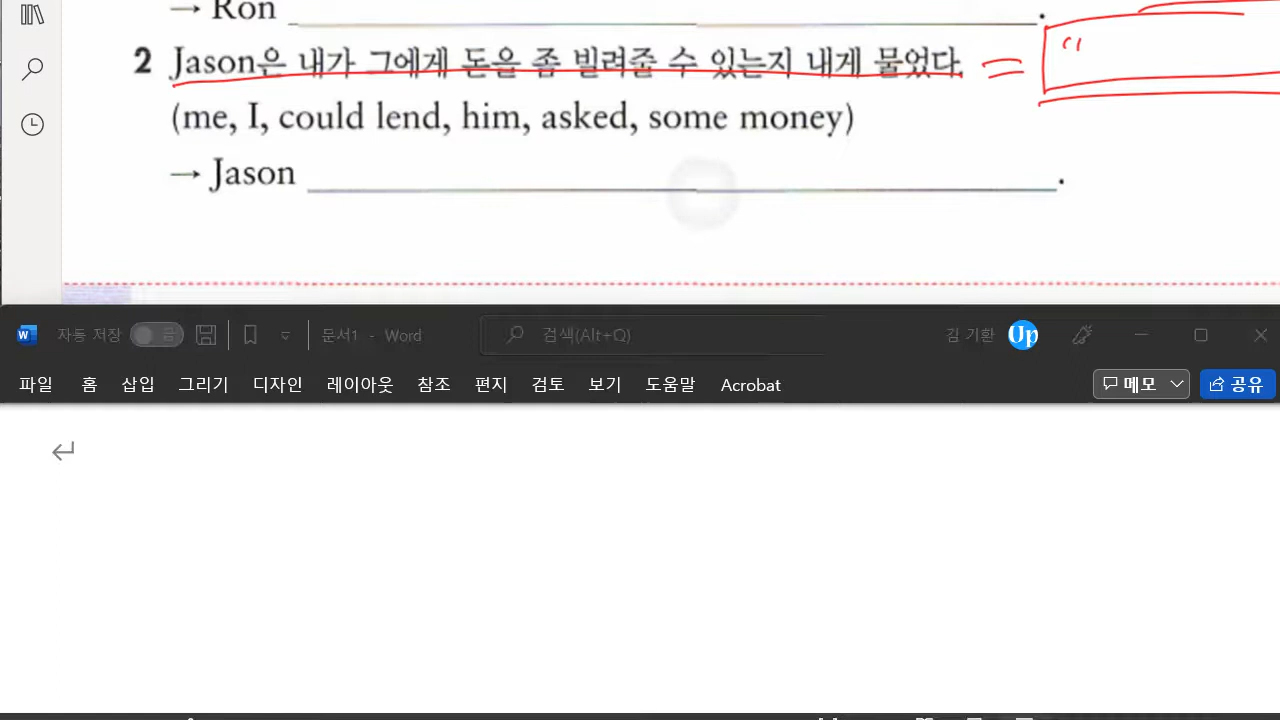 → Ron ______.
2 Jason은 내가 그에게 돈을 좀 빌려줄 수 있는지 내게 물었다. =
(me, I, could lend, him, asked, some money)
→ Jason ______.
자동 저장 끔 문서1 - Word 검색(Alt+Q) 김 기환 Up
파일 홈 삽입 그리기 디자인 레이아웃 참조 편지 검토 보기 도움말 Acrobat 메모 공유